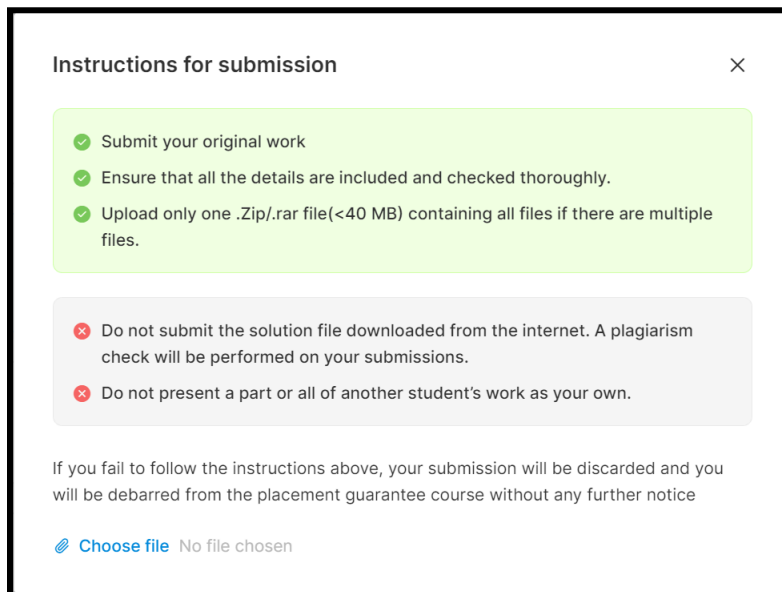 Instructions for submission
Submit your original work
Ensure that all the details are included and checked thoroughly.
Upload only one .Zip/.rar file(<40 MB) containing all files if there are multiple
files.
Do not submit the solution file downloaded from the internet. A plagiarism
check will be performed on your submissions.
Do not present a part or all of another student’s work as your own.
If you fail to follow the instructions above, your submission will be discarded and you
will be debarred from the placement guarantee course without any further notice
Choose file No file chosen